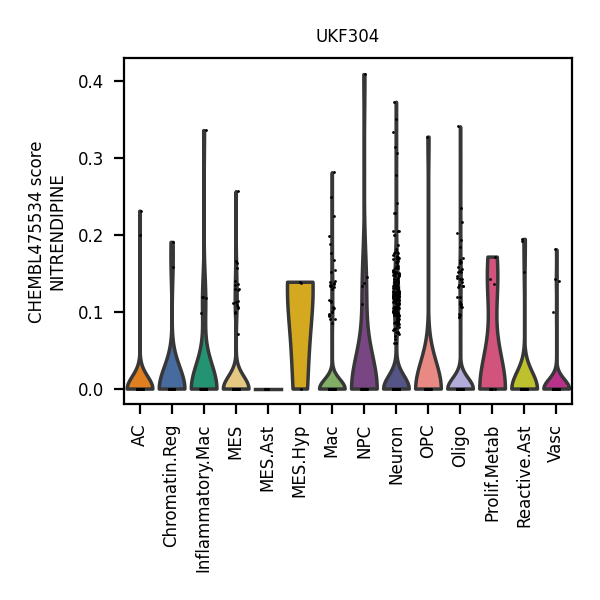 UKF304
CHEMBL475534 score
NITRENDIPINE
0.4
0.3
0.2
0.1
0.0
AC
Chromatin.Reg
Inflammatory.Mac
MES
MES.Ast
MES.Hyp
Mac
NPC
Neuron
OPC
Oligo
Prolif.Metab
Reactive.Ast
Vasc